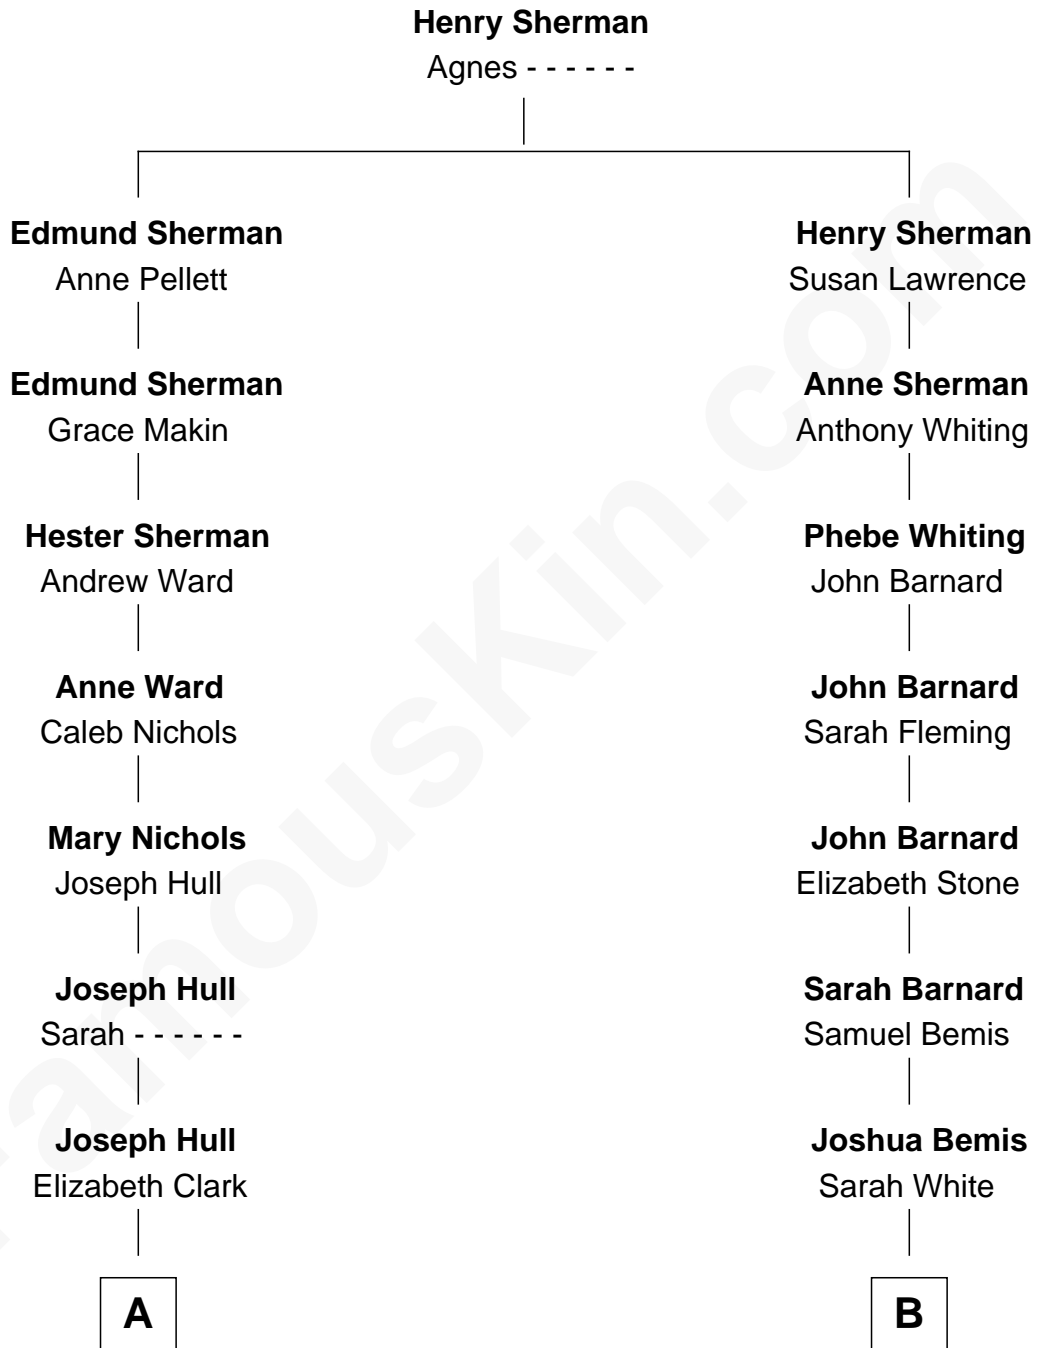 Henry Sherman
Agnes - - - - - -
Edmund Sherman
Anne Pellett
Henry Sherman
Susan Lawrence
Edmund Sherman
Grace Makin
Anne Sherman
Anthony Whiting
Hester Sherman
Andrew Ward
Phebe Whiting
John Barnard
Anne Ward
Caleb Nichols
John Barnard
Sarah Fleming
Mary Nichols
Joseph Hull
John Barnard
Elizabeth Stone
Joseph Hull
Sarah - - - - - -
Sarah Barnard
Samuel Bemis
Joseph Hull
Elizabeth Clark
Joshua Bemis
Sarah White
A
B
FamousKin.com